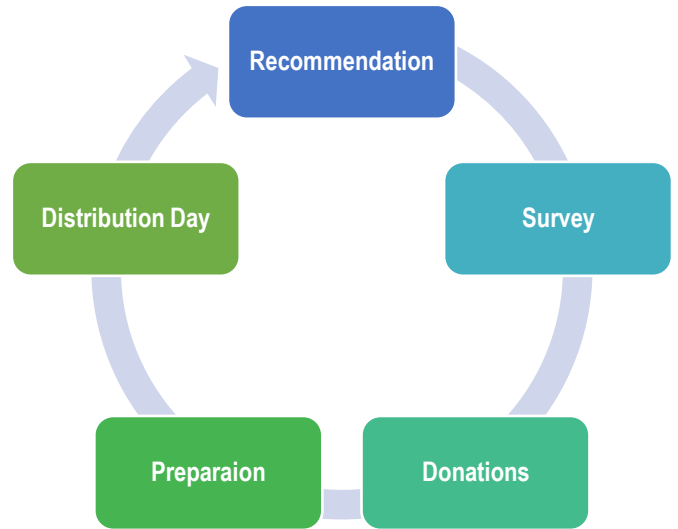 Recommendation
Survey
Donations
Preparaion
Distribution Day